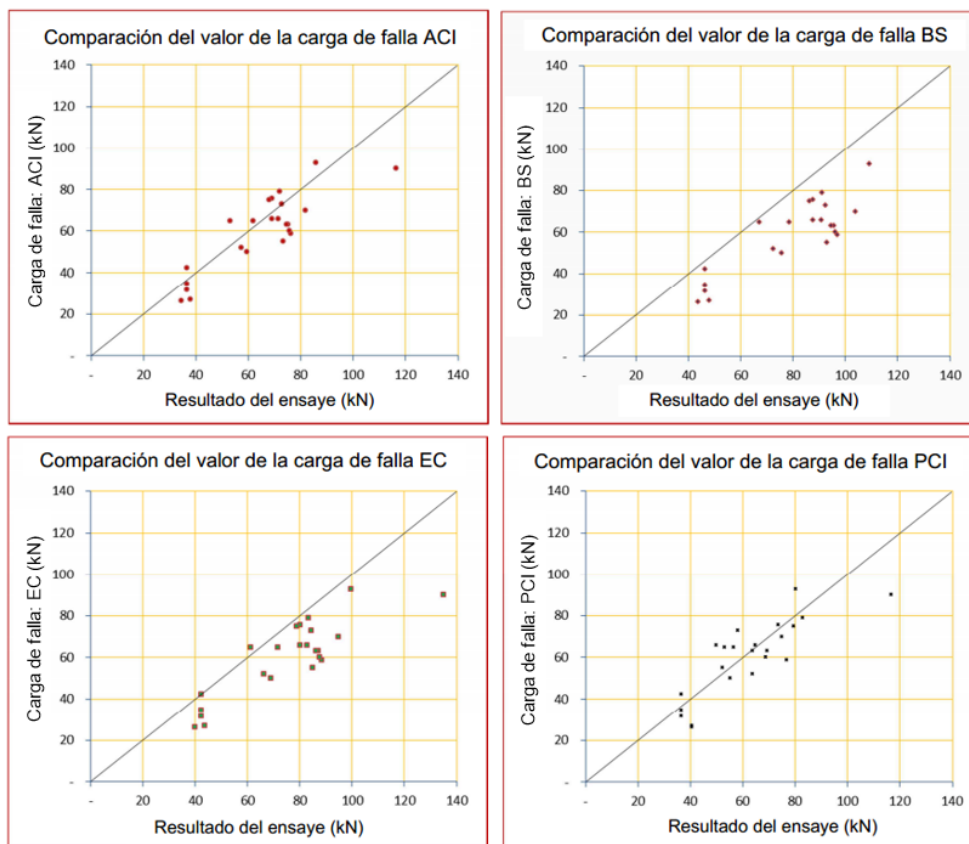 Comparación del valor de la carga de falla ACI
Carga de falla: ACI (kN)
140
120
100
80
60
40
20
-
- 20 40 60 80 100 120 140
Resultado del ensaye (kN)
Comparación del valor de la carga de falla BS
Carga de falla: BS (kN)
140
120
100
80
60
40
20
-
- 20 40 60 80 100 120 140
Resultado del ensaye (kN)
Comparación del valor de la carga de falla EC
Carga de falla: EC (kN)
140
120
100
80
60
40
20
-
- 20 40 60 80 100 120 140
Resultado del ensaye (kN)
Comparación del valor de la carga de falla PCI
Carga de falla: PCI (kN)
140
120
100
80
60
40
20
-
- 20 40 60 80 100 120 140
Resultado del ensaye (kN)